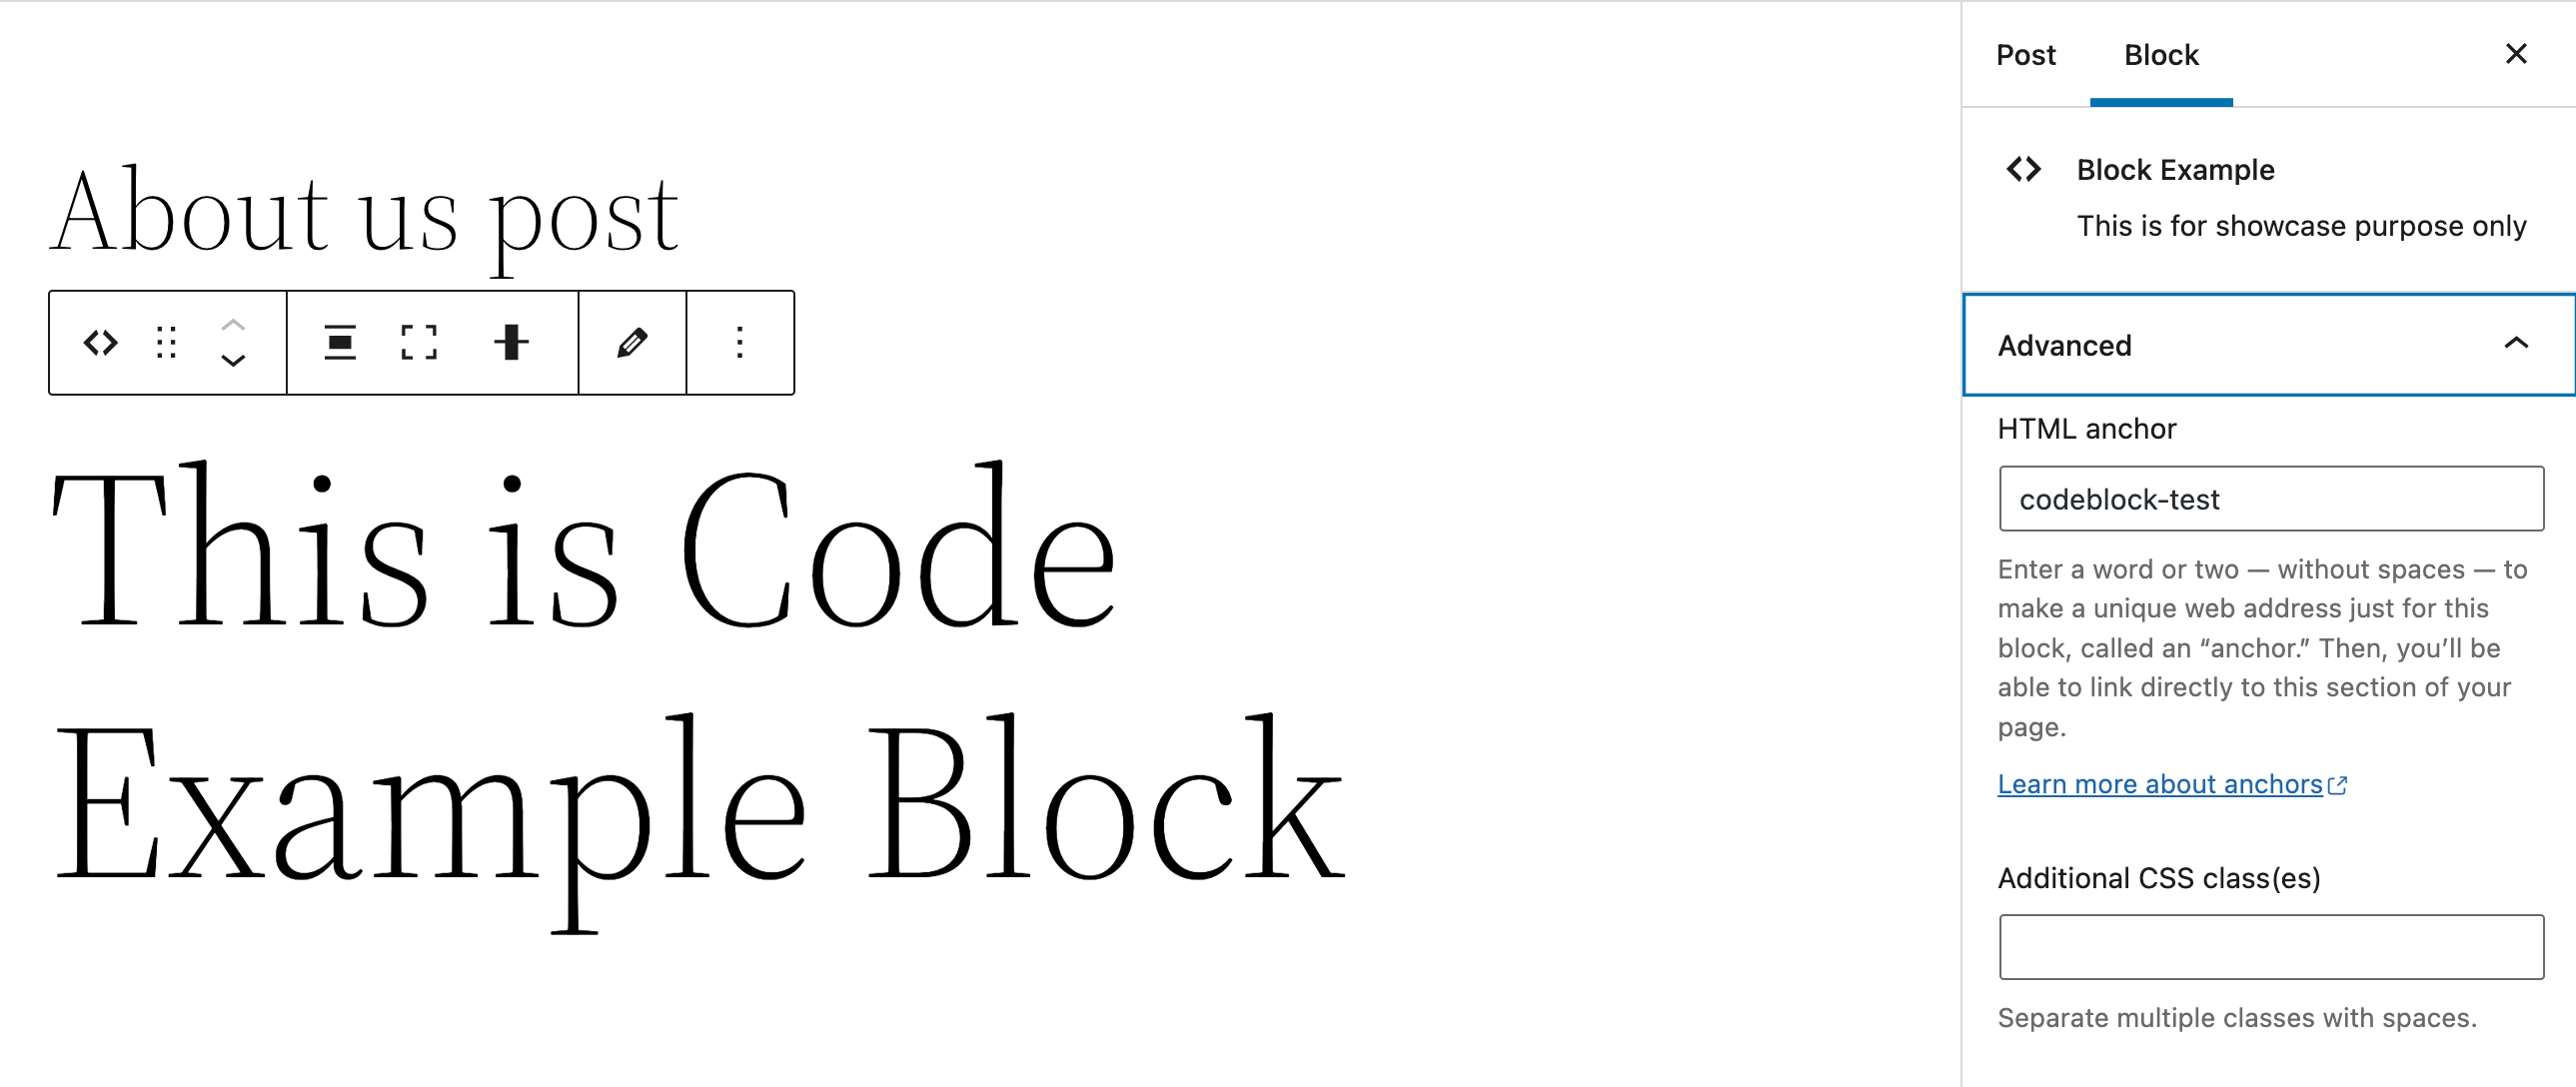 About us post
This is Code
Example Block
Post Block
Block Example
This is for showcase purpose only
Advanced
HTML anchor
codeblock-test
Enter a word or two — without spaces — to
make a unique web address just for this
block, called an “anchor.” Then, you’ll be
able to link directly to this section of your
page.
Learn more about anchors
Additional CSS class(es)
Separate multiple classes with spaces.